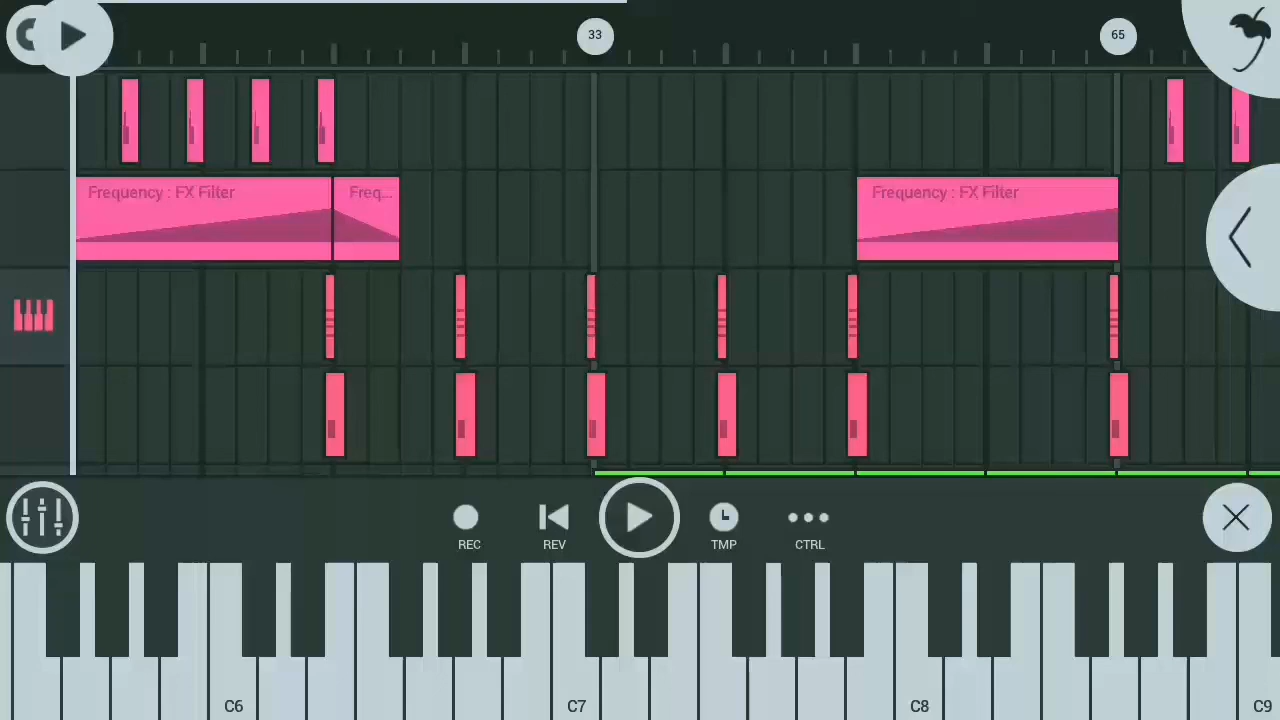 33
65
Frequency : FX Filter
Freq...
Frequency : FX Filter
REC
REV
TMP
CTRL
C6
C7
C8
C9